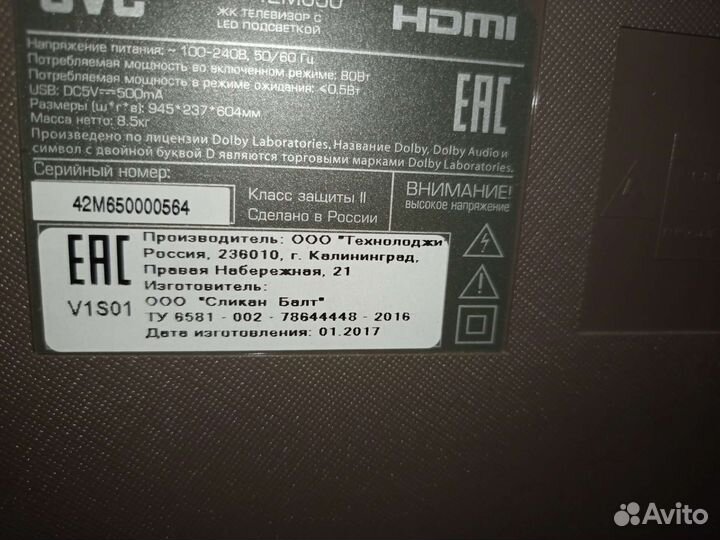 JVC
HDMI
ЖК ТЕЛЕВИЗОР С
LED ПОДСВЕТКОЙ
Напряжение питания: ~ 100-240В, 50/60 Гц
Потребляемая мощность во включенном режиме: 80Вт
Потребляемая мощность в режиме ожидания: <0.5Вт
USB: DC5V⎓500mA
Размеры (ш*г*в): 945*237*604мм
Масса нетто: 8.5кг
EAC
Произведено по лицензии Dolby Laboratories. Название Dolby, Dolby Audio и
символ с двойной буквой D являются торговыми марками Dolby Laboratories.
Серийный номер:
42M650000564
Класс защиты II
Сделано в России
ВНИМАНИЕ!
высокое напряжение
EAC
V1S01
Производитель: ООО "Технолоджи
Россия, 236010, г. Калининград,
Правая Набережная, 21
Изготовитель:
ООО "Сликан Балт"
ТУ 6581 - 002 - 78644448 - 2016
Дата изготовления: 01.2017
Avito